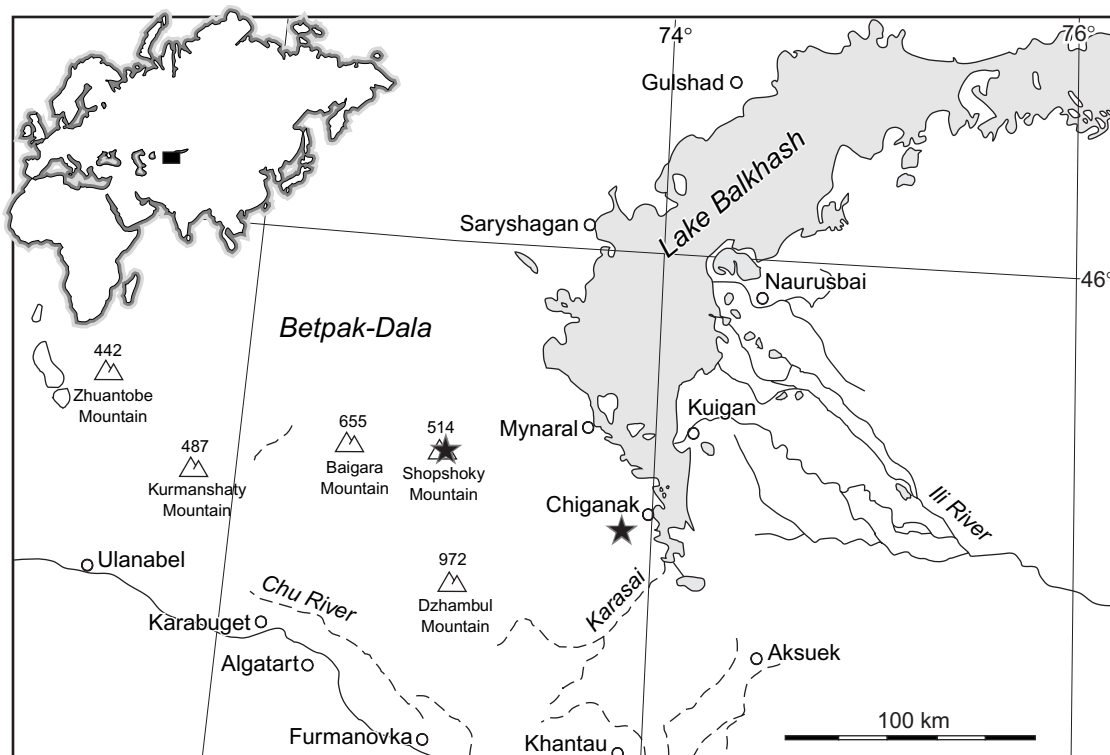 74°
76°
Gulshad
Lake Balkhash
Saryshagan
46°
Naurusbai
Betpak-Dala
442
Zhuantobe
Mountain
655
Baigara
Mountain
514
Shopshoky
Mountain
Mynaral
Kuigan
487
Kurmanshaty
Mountain
Chiganak
Ili River
Ulanabel
972
Dzhambul
Mountain
Chu River
Karasai
Karabuget
Algatart
Aksuek
Furmanovka
Khantau
100 km